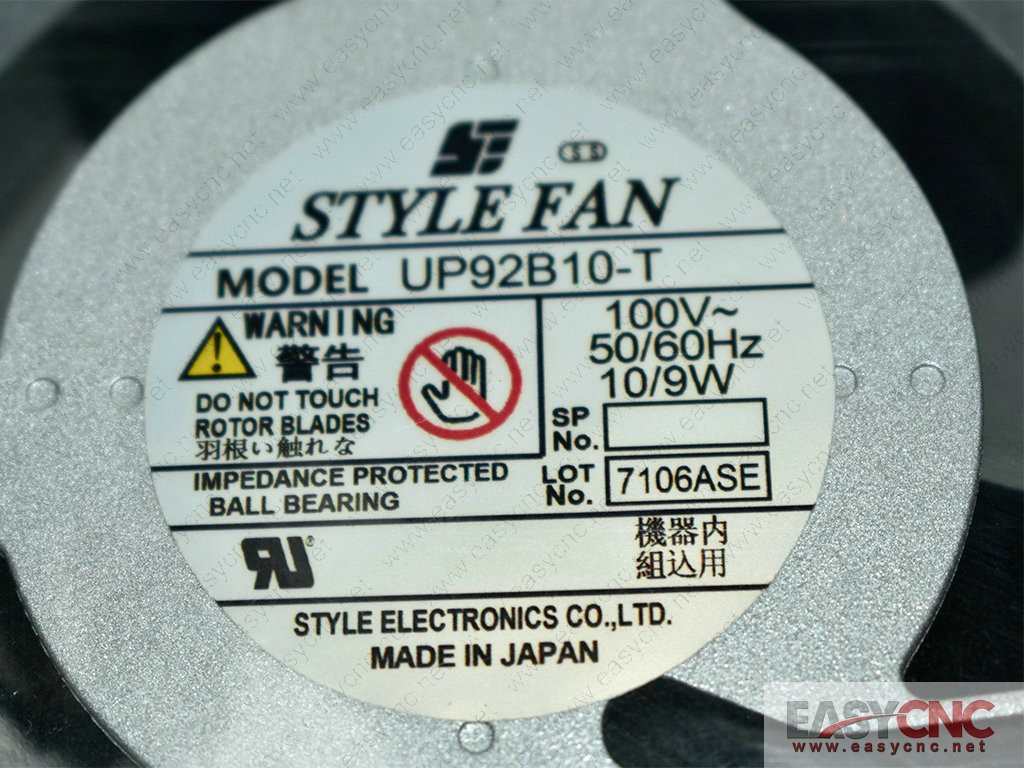 SF
S S
STYLE FAN
MODEL UP92B10-T
WARNING
警告
DO NOT TOUCH
ROTOR BLADES
羽根い触れな
100V~
50/60Hz
10/9W
SP
No.
LOT
No. 7106ASE
IMPEDANCE PROTECTED
BALL BEARING
RU®
機器内
組込用
STYLE ELECTRONICS CO.,LTD.
MADE IN JAPAN
EASYCNC
www.easycnc.net